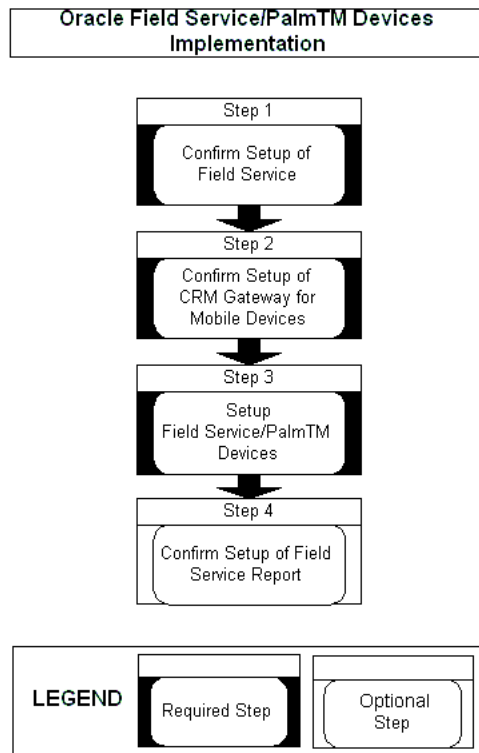 Oracle Field Service/PalmTM Devices
Implementation
Step 1
Confirm Setup of
Field Service
Step 2
Confirm Setup of
CRM Gateway for
Mobile Devices
Step 3
Setup
Field Service/PalmTM
Devices
Step 4
Confirm Setup of Field
Service Report
LEGEND
Required Step
Optional
Step